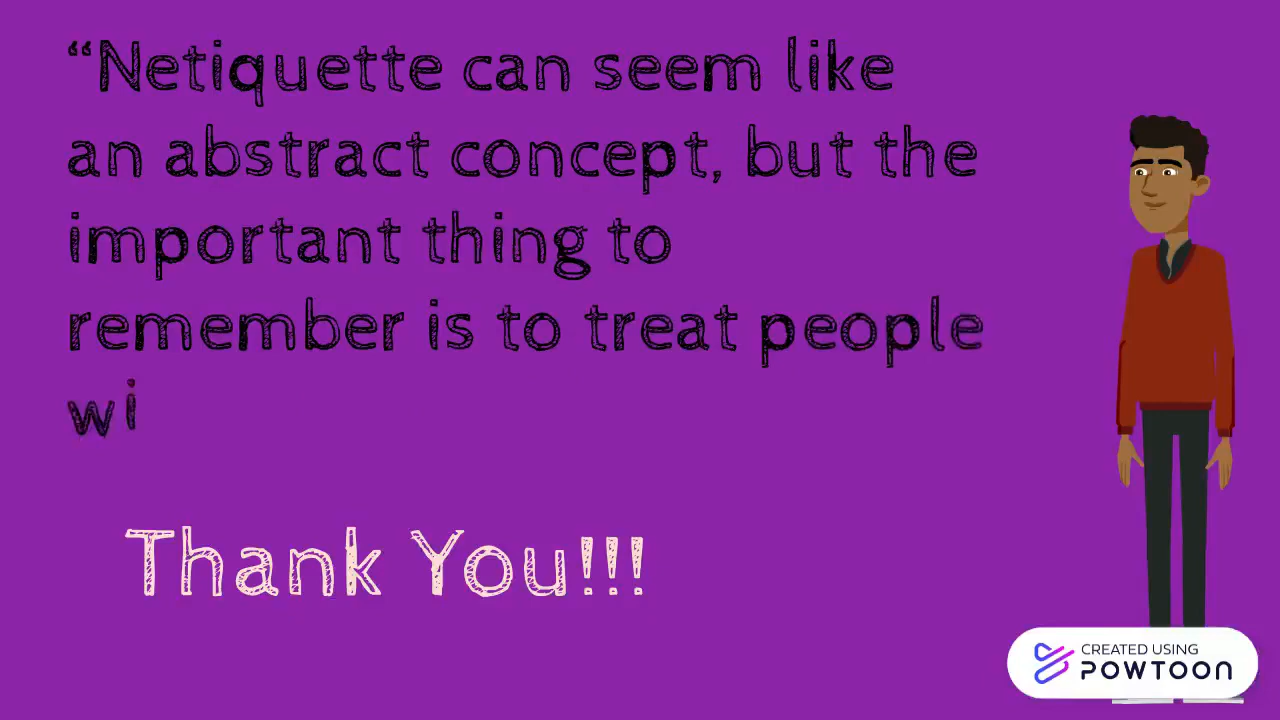 “Netiquette can seem like
an abstract concept, but the
important thing to
remember is to treat people
wi
Thank You!!!
CREATED USING
POWTOON